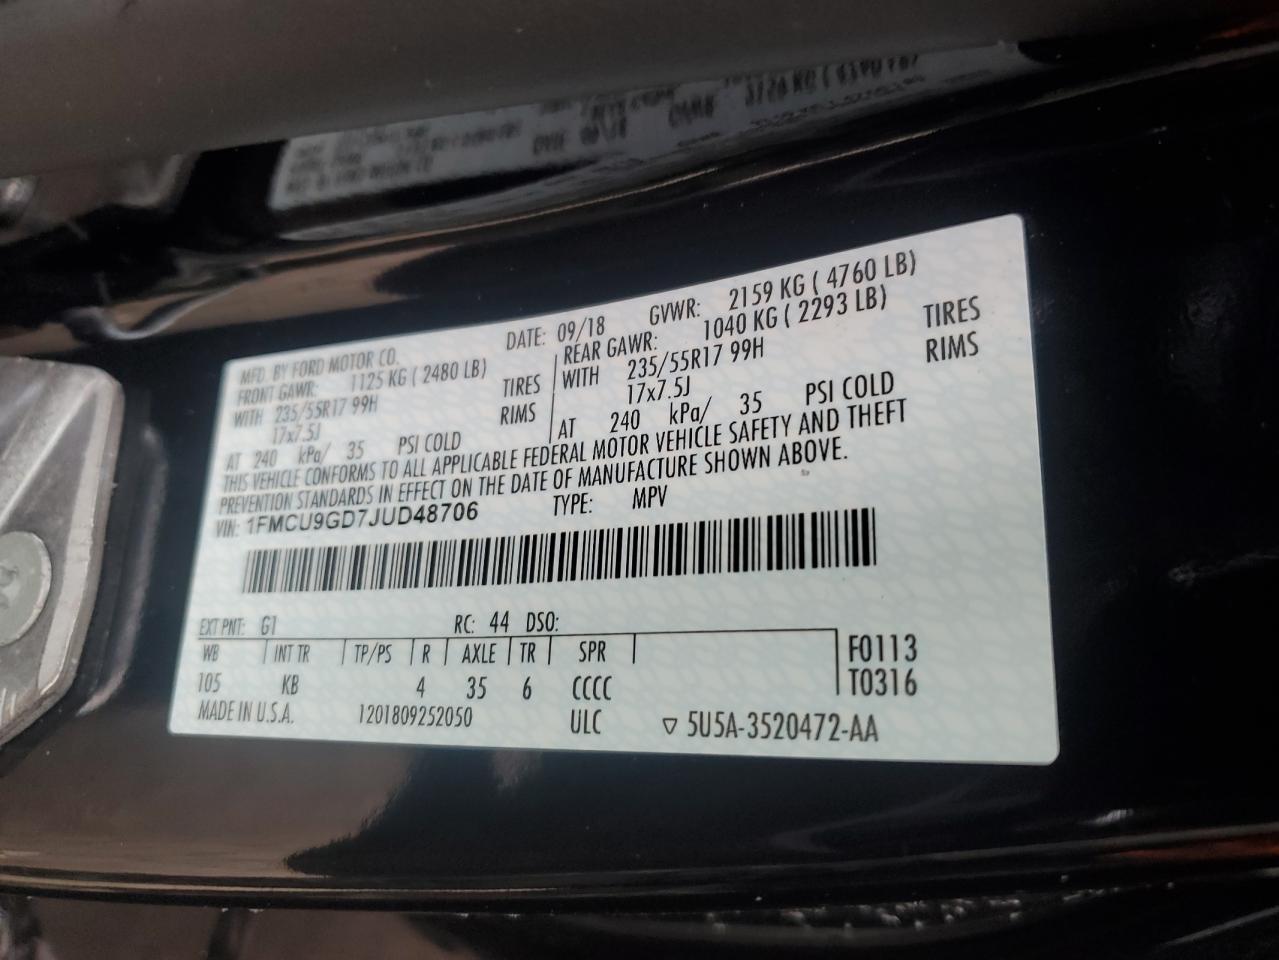 MFD. BY FORD MOTOR CO. DATE: 09/18 GVWR: 2159 KG ( 4760 LB)
FRONT GAWR: 1125 KG ( 2480 LB) REAR GAWR: 1040 KG ( 2293 LB)
WITH 235/55R17 99H TIRES WITH 235/55R17 99H TIRES
17x7.5J RIMS 17x7.5J RIMS
AT 240 kPa/ 35 PSI COLD AT 240 kPa/ 35 PSI COLD
THIS VEHICLE CONFORMS TO ALL APPLICABLE FEDERAL MOTOR VEHICLE SAFETY AND THEFT
PREVENTION STANDARDS IN EFFECT ON THE DATE OF MANUFACTURE SHOWN ABOVE.
VIN: 1FMCU9GD7JUD48706 TYPE: MPV
EXT PNT: G1 RC: 44 DSO:
WB INT TR TP/PS R AXLE TR SPR F0113
105 KB 4 35 6 CCCC T0316
MADE IN U.S.A. 1201809252050 ULC ▽ 5U5A-3520472-AA